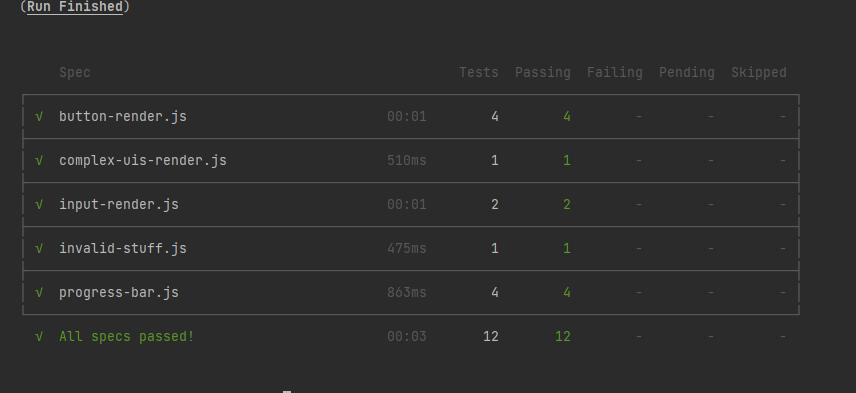 (Run Finished)
Spec Tests Passing Failing Pending Skipped
√ button-render.js 00:01 4 4 - - -
√ complex-uis-render.js 510ms 1 1 - - -
√ input-render.js 00:01 2 2 - - -
√ invalid-stuff.js 475ms 1 1 - - -
√ progress-bar.js 863ms 4 4 - - -
√ All specs passed! 00:03 12 12 - - -